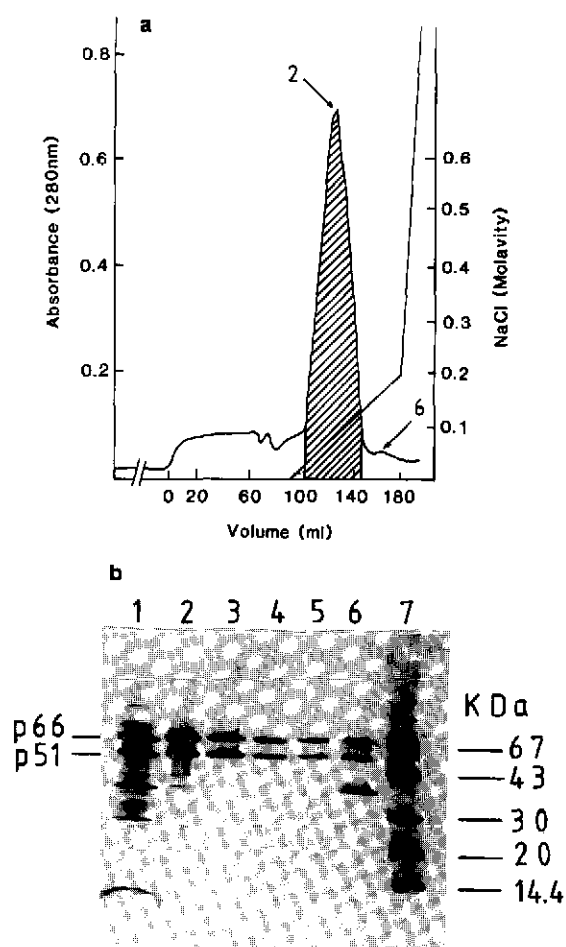 a
0.8
0.6
0.4
0.2
Absorbance (280nm)
2
6
0.6
0.5
0.4
0.3
0.2
0.1
NaCl (Molavity)
0 20 60 100 140 180
Volume (ml)
b
1 2 3 4 5 6 7
p66
p51
KDa
67
43
30
20
14.4